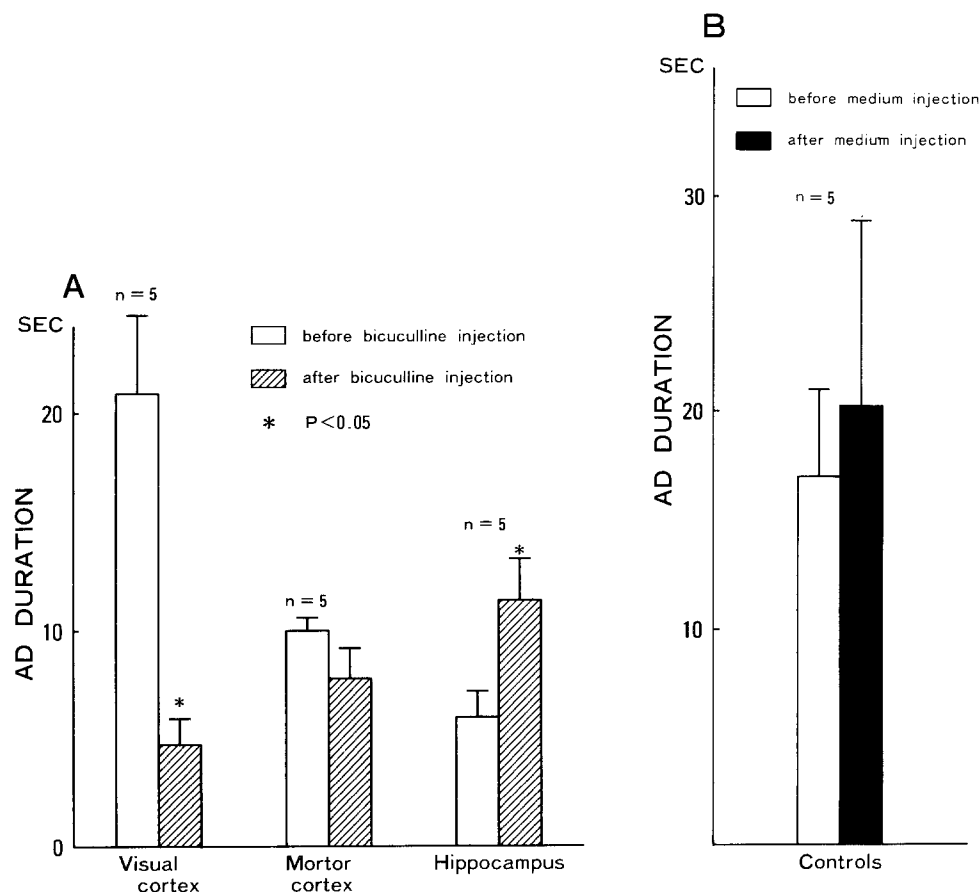 A
SEC
n = 5
before bicuculline injection
after bicuculline injection
* P<0.05
20
AD DURATION
n = 5
*
10
n = 5
*
0
Visual
cortex
Mortor
cortex
Hippocampus
B
SEC
before medium injection
after medium injection
n = 5
30
AD DURATION
20
10
Controls